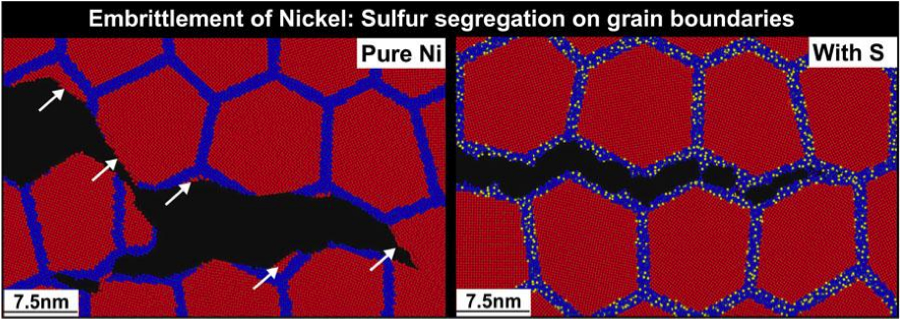 Embrittlement of Nickel: Sulfur segregation on grain boundaries
Pure Ni
With S
7.5nm
7.5nm